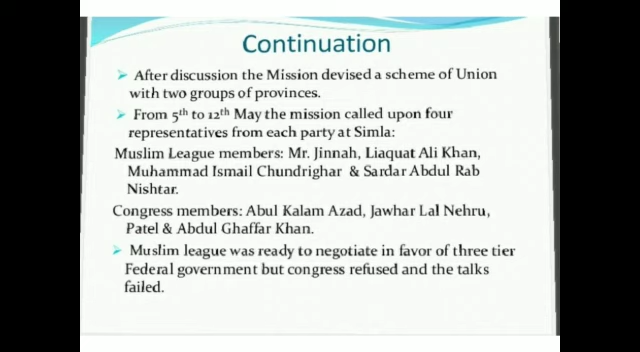 Continuation
After discussion the Mission devised a scheme of Union
with two groups of provinces.
From 5th to 12th May the mission called upon four
representatives from each party at Simla:
Muslim League members: Mr. Jinnah, Liaquat Ali Khan,
Muhammad Ismail Chundrighar & Sardar Abdul Rab
Nishtar.
Congress members: Abul Kalam Azad, Jawhar Lal Nehru,
Patel & Abdul Ghaffar Khan.
Muslim league was ready to negotiate in favor of three tier
Federal government but congress refused and the talks
failed.